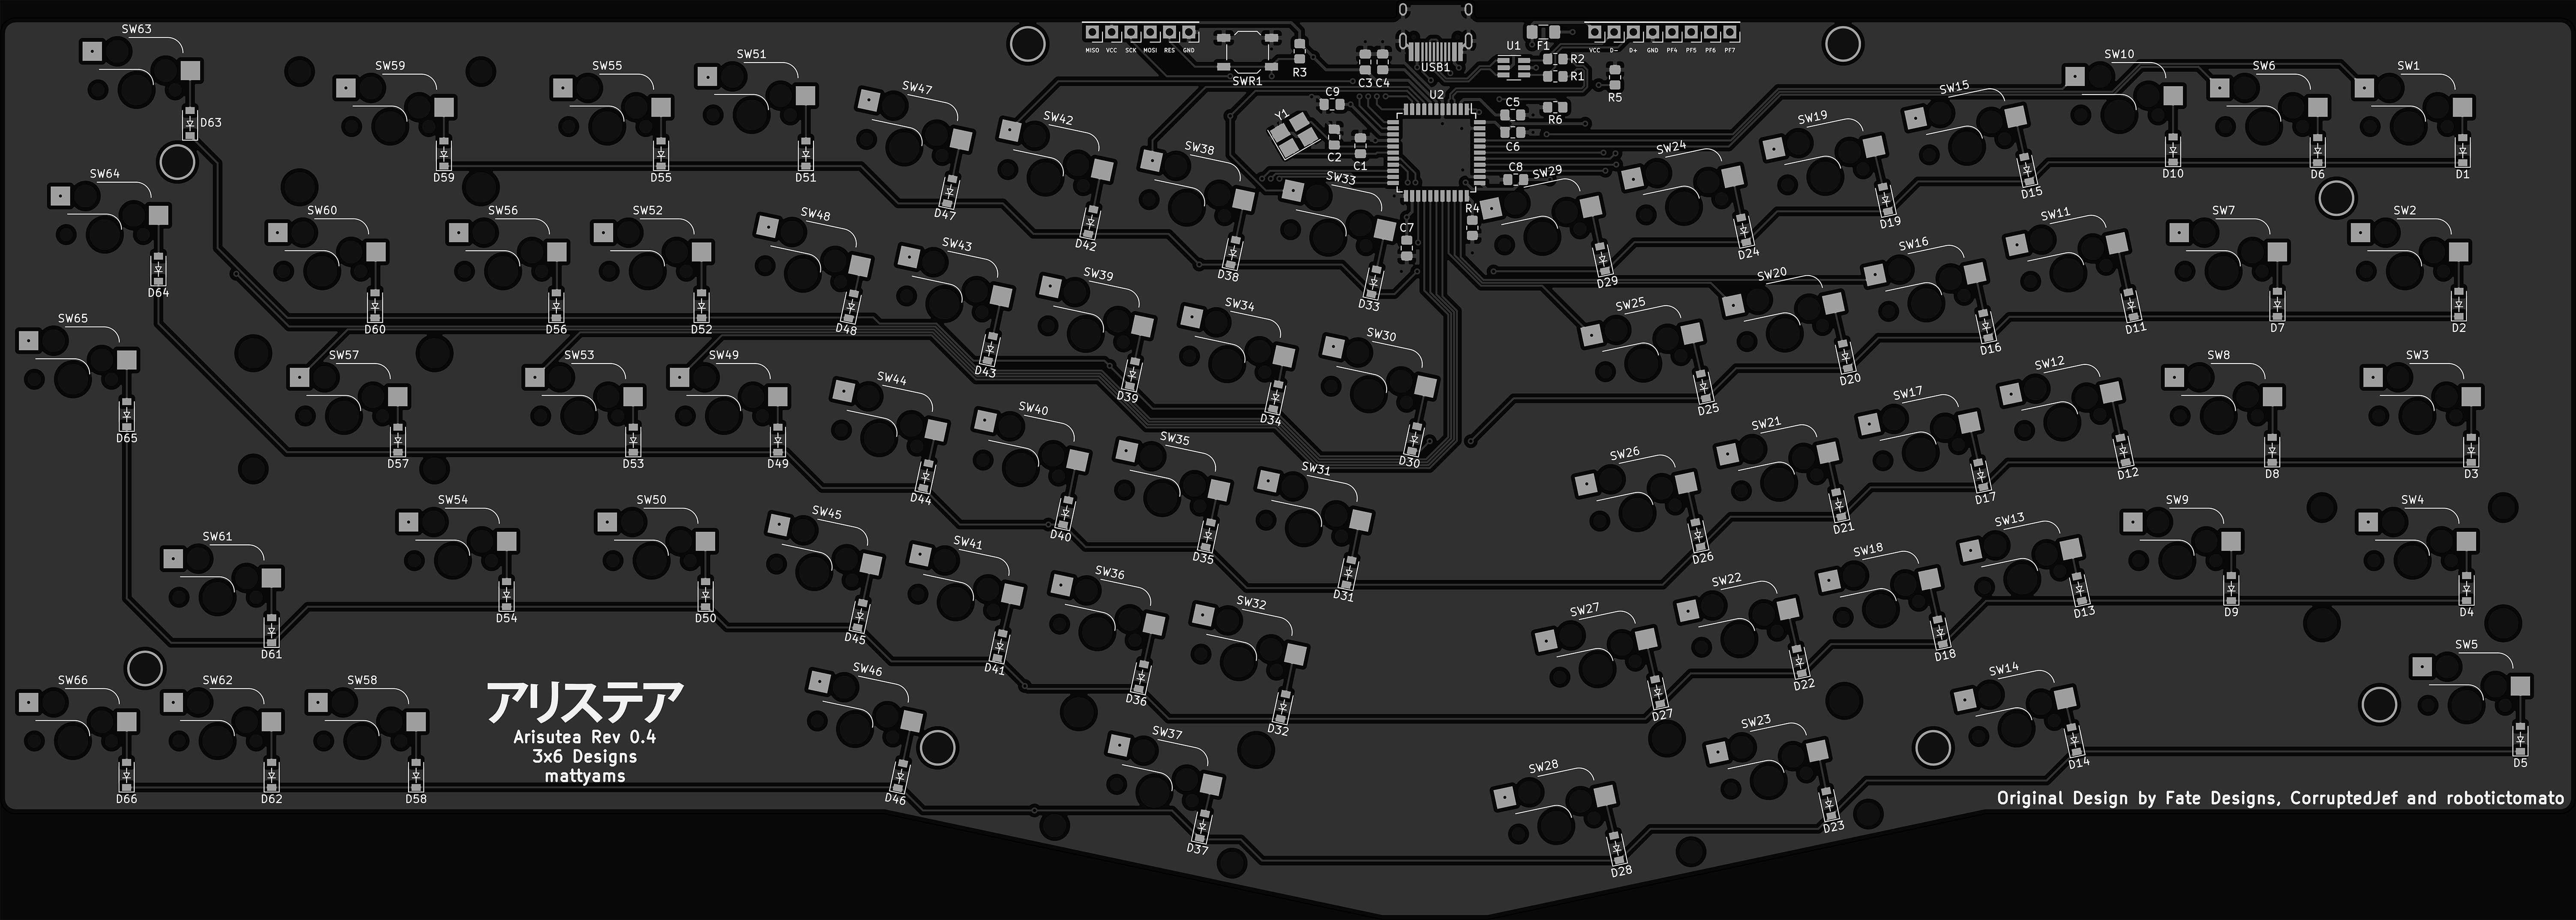 SW63
SW59
SW55
SW51
SW47
SW42
SW38
SW33
MISO VCC SCK MOSI RES GND
SWR1
R3
C3 C4
USB1
U1
F1
R2
R1
VCC D- D+ GND PF4 PF5 PF6 PF7
R5
C9
U2
C5
R6
Y1
C2
C1
C6
C8
SW29
SW24
SW19
SW15
SW10
SW6
SW1
D63
D59
D55
D51
D47
D42
D38
D33
C7
R4
D29
D24
D19
D15
D10
D6
D1
SW64
SW60
SW56
SW52
SW48
SW43
SW39
SW34
SW30
SW25
SW20
SW16
SW11
SW7
SW2
D64
D60
D56
D52
D48
D43
D39
D34
D30
D25
D20
D16
D11
D7
D2
SW65
SW57
SW53
SW49
SW44
SW40
SW35
SW31
SW26
SW21
SW17
SW12
SW8
SW3
D65
D57
D53
D49
D44
D40
D35
D31
D26
D21
D17
D12
D8
D3
SW61
SW54
SW50
SW45
SW41
SW36
SW32
SW27
SW22
SW18
SW13
SW9
SW4
D61
D54
D50
D45
D41
D36
D32
D27
D22
D18
D13
D9
D4
SW66
SW62
SW58
SW46
SW37
SW28
SW23
SW14
SW5
D66
D62
D58
D46
D37
D28
D23
D14
D5
アリステア
Arisutea Rev 0.4
3x6 Designs
mattyams
Original Design by Fate Designs, CorruptedJef and robotictomato